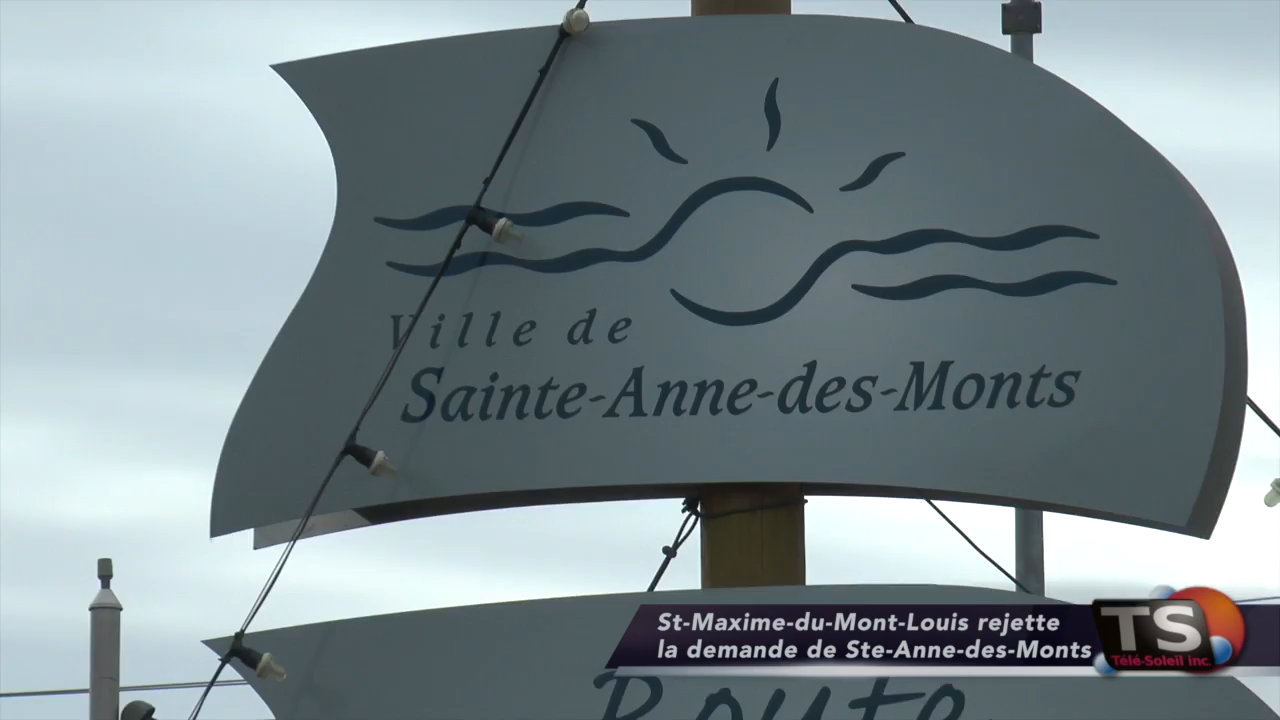 Ville de
Sainte-Anne-des-Monts
St-Maxime-du-Mont-Louis rejette
la demande de Ste-Anne-des-Monts
TS
Télé-Soleil inc.
Route